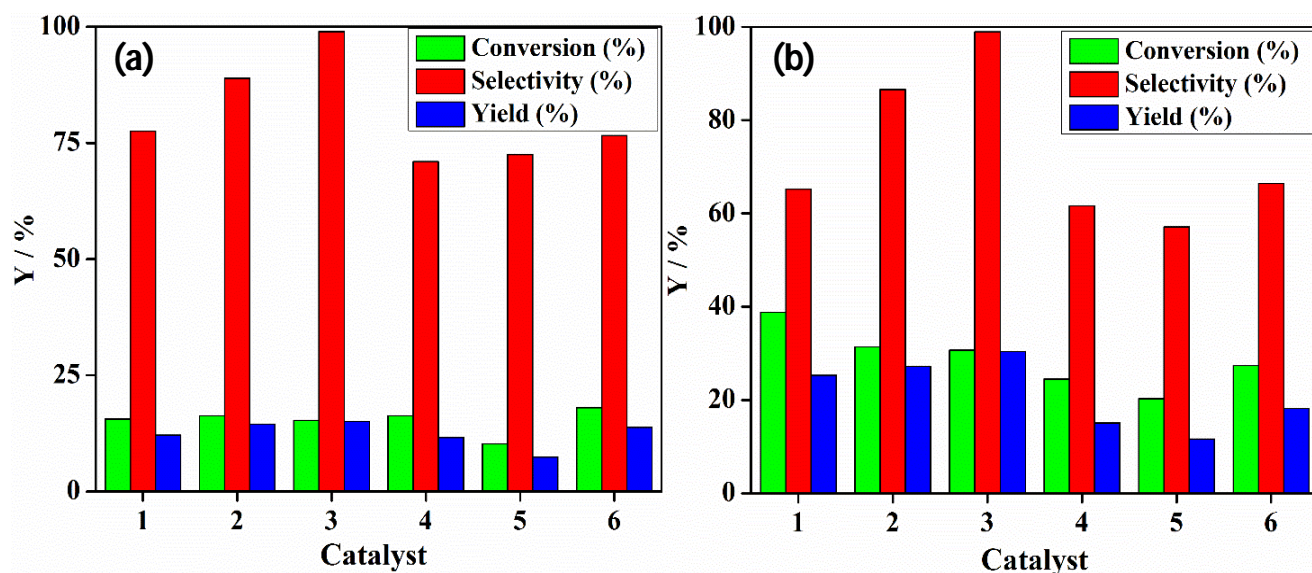 (a)
Conversion (%)
Selectivity (%)
Yield (%)
100
75
50
25
0
Y / %
1 2 3 4 5 6
Catalyst
(b)
Conversion (%)
Selectivity (%)
Yield (%)
100
80
60
40
20
0
Y / %
1 2 3 4 5 6
Catalyst